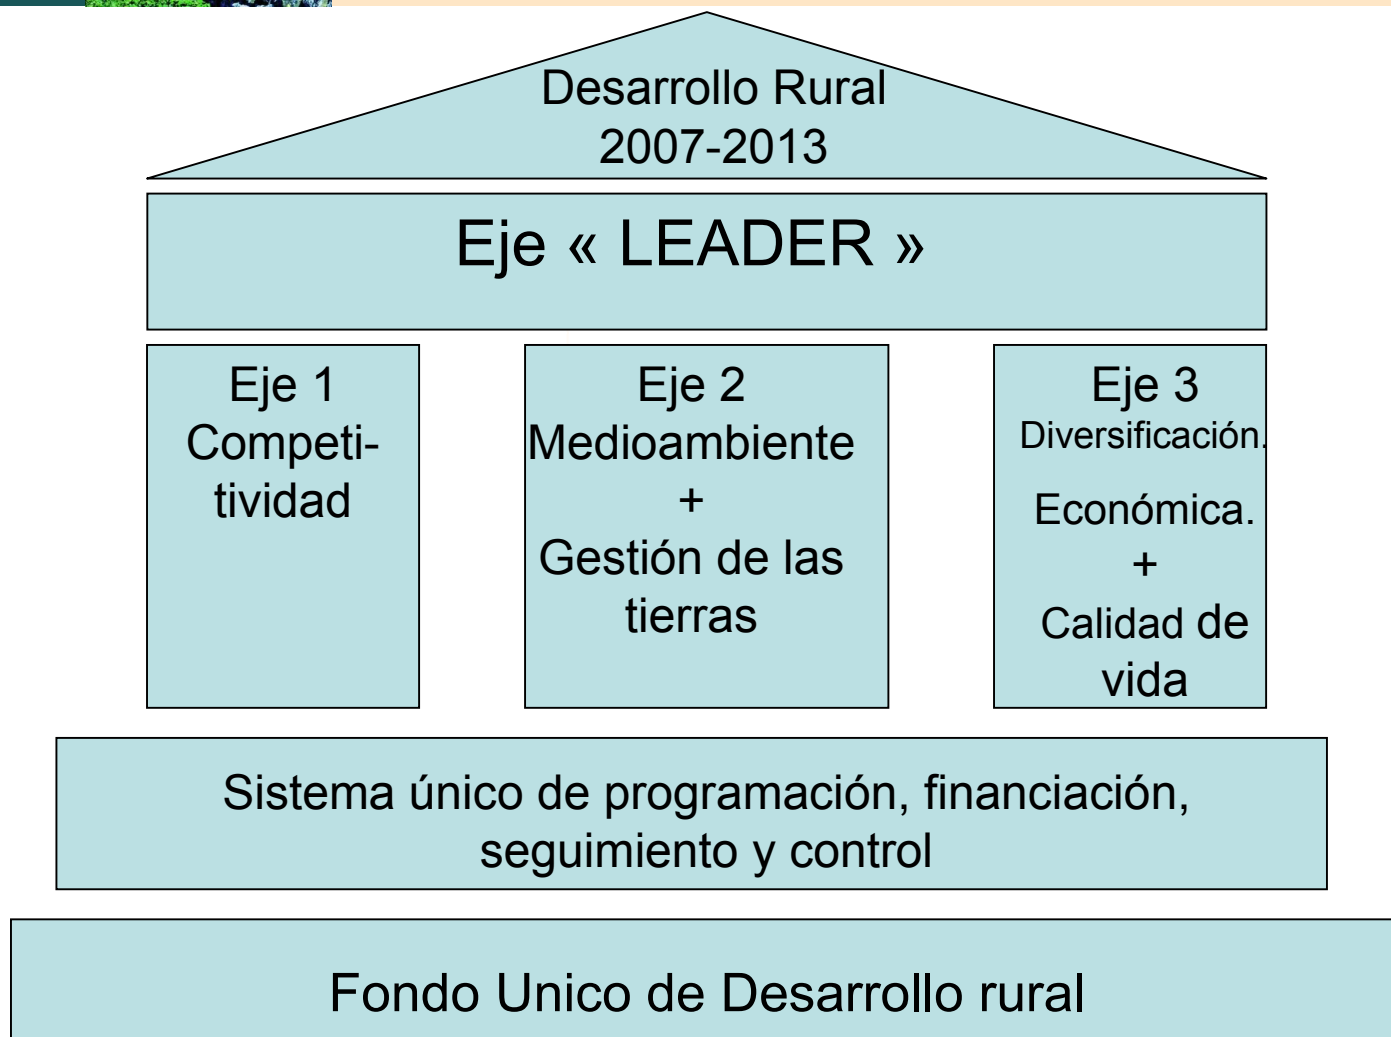 Desarrollo Rural
2007-2013
Eje « LEADER »
Eje 1
Competi-
tividad
Eje 2
Medioambiente
+
Gestión de las
tierras
Eje 3
Diversificación.
Económica.
+
Calidad de
vida
Sistema único de programación, financiación,
seguimiento y control
Fondo Unico de Desarrollo rural